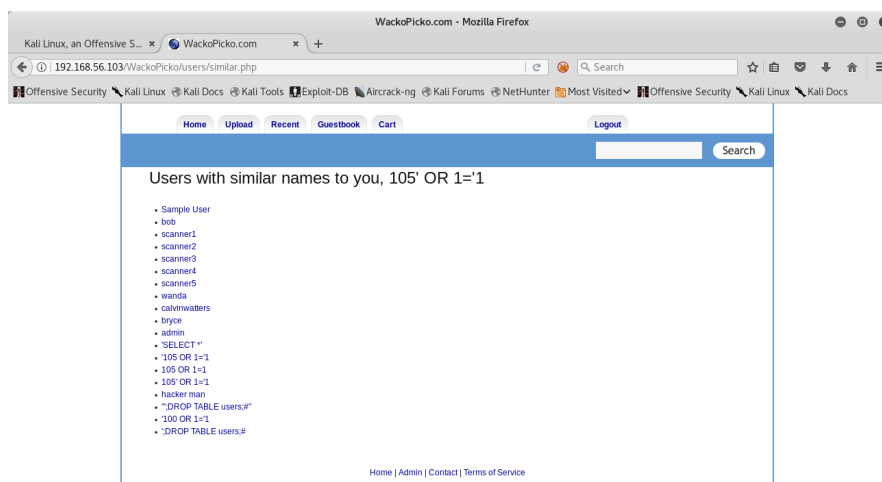 WackoPicko.com - Mozilla Firefox
Kali Linux, an Offensive S... × WackoPicko.com × +
192.168.56.103/WackoPicko/users/similar.php Search
Offensive Security Kali Linux Kali Docs Kali Tools Exploit-DB Aircrack-ng Kali Forums NetHunter Most Visited Offensive Security Kali Linux Kali Docs
Home Upload Recent Guestbook Cart Logout
Search
Users with similar names to you, 105' OR 1='1
• Sample User
• bob
• scanner1
• scanner2
• scanner3
• scanner4
• scanner5
• wanda
• calvinwatters
• bryce
• admin
• 'SELECT *'
• '105 OR 1='1
• 105 OR 1=1
• 105' OR 1='1
• hacker man
• "';DROP TABLE users;#"
• '100 OR 1='1
• ';DROP TABLE users;#
Home | Admin | Contact | Terms of Service